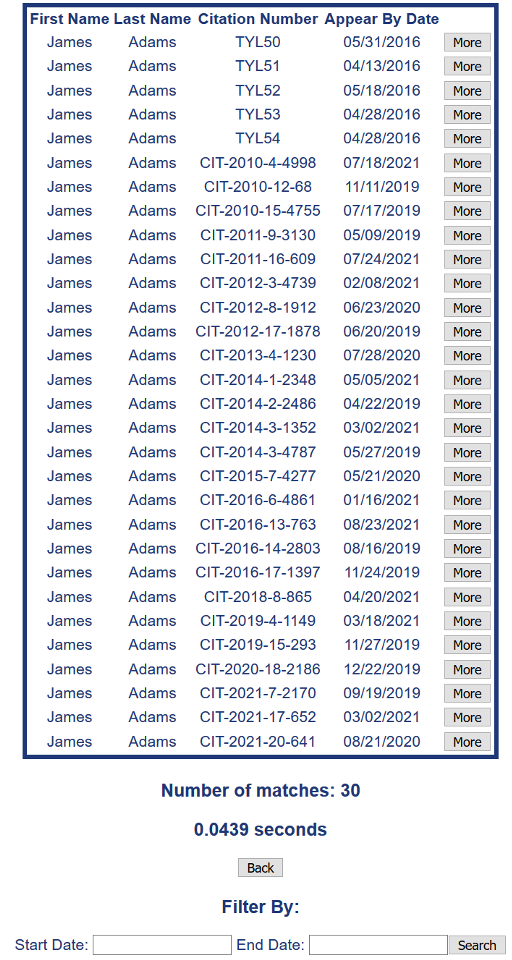 First Name Last Name Citation Number Appear By Date
James Adams TYL50 05/31/2016 More
James Adams TYL51 04/13/2016 More
James Adams TYL52 05/18/2016 More
James Adams TYL53 04/28/2016 More
James Adams TYL54 04/28/2016 More
James Adams CIT-2010-4-4998 07/18/2021 More
James Adams CIT-2010-12-68 11/11/2019 More
James Adams CIT-2010-15-4755 07/17/2019 More
James Adams CIT-2011-9-3130 05/09/2019 More
James Adams CIT-2011-16-609 07/24/2021 More
James Adams CIT-2012-3-4739 02/08/2021 More
James Adams CIT-2012-8-1912 06/23/2020 More
James Adams CIT-2012-17-1878 06/20/2019 More
James Adams CIT-2013-4-1230 07/28/2020 More
James Adams CIT-2014-1-2348 05/05/2021 More
James Adams CIT-2014-2-2486 04/22/2019 More
James Adams CIT-2014-3-1352 03/02/2021 More
James Adams CIT-2014-3-4787 05/27/2019 More
James Adams CIT-2015-7-4277 05/21/2020 More
James Adams CIT-2016-6-4861 01/16/2021 More
James Adams CIT-2016-13-763 08/23/2021 More
James Adams CIT-2016-14-2803 08/16/2019 More
James Adams CIT-2016-17-1397 11/24/2019 More
James Adams CIT-2018-8-865 04/20/2021 More
James Adams CIT-2019-4-1149 03/18/2021 More
James Adams CIT-2019-15-293 11/27/2019 More
James Adams CIT-2020-18-2186 12/22/2019 More
James Adams CIT-2021-7-2170 09/19/2019 More
James Adams CIT-2021-17-652 03/02/2021 More
James Adams CIT-2021-20-641 08/21/2020 More
Number of matches: 30
0.0439 seconds
Back
Filter By:
Start Date: End Date: Search